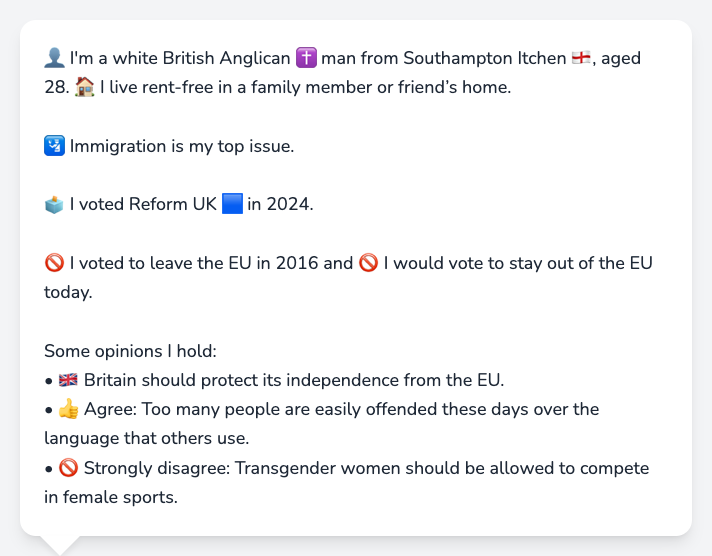 👤 I'm a white British Anglican ✝️ man from Southampton Itchen 🏴󠁧󠁢󠁥󠁮󠁧󠁿, aged
28. 🏠 I live rent-free in a family member or friend’s home.
🛂 Immigration is my top issue.
🗳️ I voted Reform UK 🟦 in 2024.
🚫 I voted to leave the EU in 2016 and 🚫 I would vote to stay out of the EU
today.
Some opinions I hold:
• 🇬🇧 Britain should protect its independence from the EU.
• 👍 Agree: Too many people are easily offended these days over the
language that others use.
• 🚫 Strongly disagree: Transgender women should be allowed to compete
in female sports.